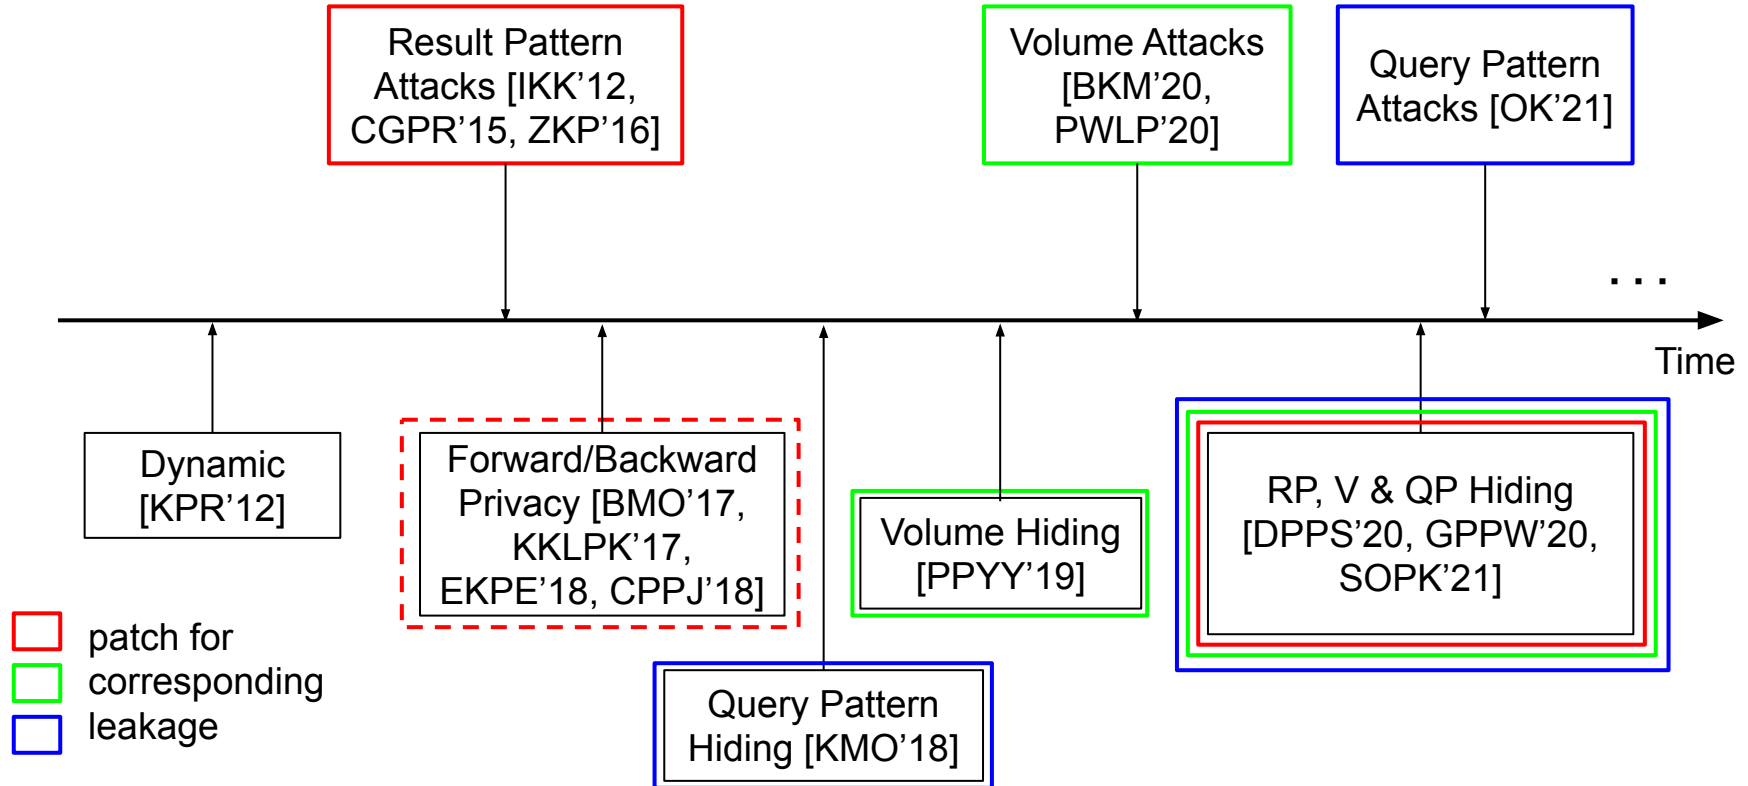 Result Pattern
Attacks [IKK’12,
CGPR’15, ZKP’16]
Volume Attacks
[BKM’20,
PWLP’20]
Query Pattern
Attacks [OK’21]
. . .
Time
Dynamic
[KPR’12]
Forward/Backward
Privacy [BMO’17,
KKLPK’17,
EKPE’18, CPPJ’18]
Query Pattern
Hiding [KMO’18]
Volume Hiding
[PPYY’19]
RP, V & QP Hiding
[DPPS’20, GPPW’20,
SOPK’21]
patch for
corresponding
leakage